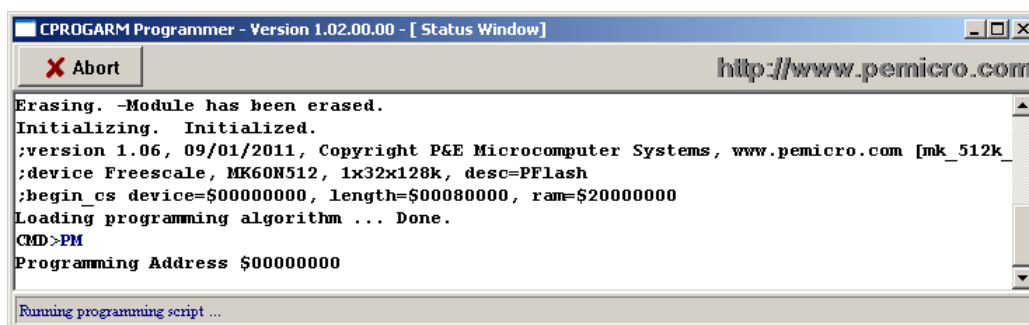 CPROGARM Programmer - Version 1.02.00.00 - [ Status Window]
Abort
http://www.pemicro.com
Erasing. -Module has been erased.
Initializing.  Initialized.
;version 1.06, 09/01/2011, Copyright P&E Microcomputer Systems, www.pemicro.com [mk_512k_
;device Freescale, MK60N512, 1x32x128k, desc=PFlash
;begin_cs device=$00000000, length=$00080000, ram=$20000000
Loading programming algorithm ... Done.
CMD>PM
Programming Address $00000000
Running programming script ...